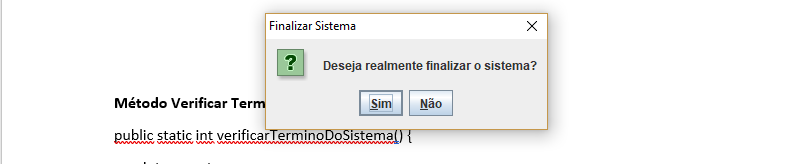 Finalizar Sistema
Deseja realmente finalizar o sistema?
Sim Não
Método Verificar Term
public static int verificarTerminoDoSistema() {